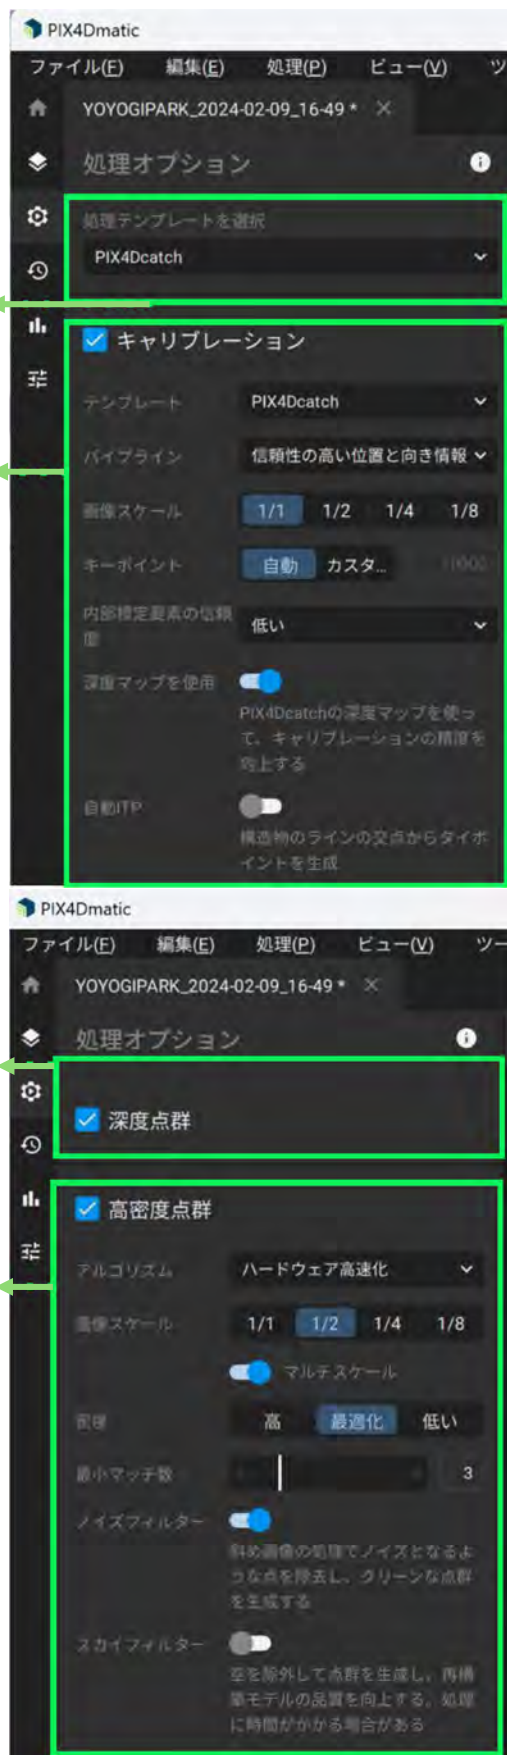 PIX4Dmatic
ファイル(F) 編集(E) 処理(P) ビュー(V) ツ
YOYOGIPARK_2024-02-09_16-49 * ×
処理オプション
処理テンプレートを選択
PIX4Dcatch
キャリブレーション
テンプレート PIX4Dcatch
パイプライン 信頼性の高い位置と向き情報
画像スケール 1/1 1/2 1/4 1/8
キーポイント 自動 カスタ...
内部標定要素の信頼
度 低い
深度マップを使用
PIX4Dcatchの深度マップを使っ
て、キャリブレーションの精度を
向上する
自動ITP
構造物のラインの交点からタイポ
イントを生成
PIX4Dmatic
ファイル(F) 編集(E) 処理(P) ビュー(V) ツー
YOYOGIPARK_2024-02-09_16-49 * ×
処理オプション
深度点群
高密度点群
アルゴリズム ハードウェア高速化
画像スケール 1/1 1/2 1/4 1/8
マルチスケール
密度 高 最適化 低い
最小マッチ数 3
ノイズフィルター
斜め画像の処理でノイズとなるよ
うな点を除去し、クリーンな点群
を生成する
スカイフィルター
空を除外して点群を生成し、再構
築モデルの品質を向上する。処理
に時間がかかる場合がある